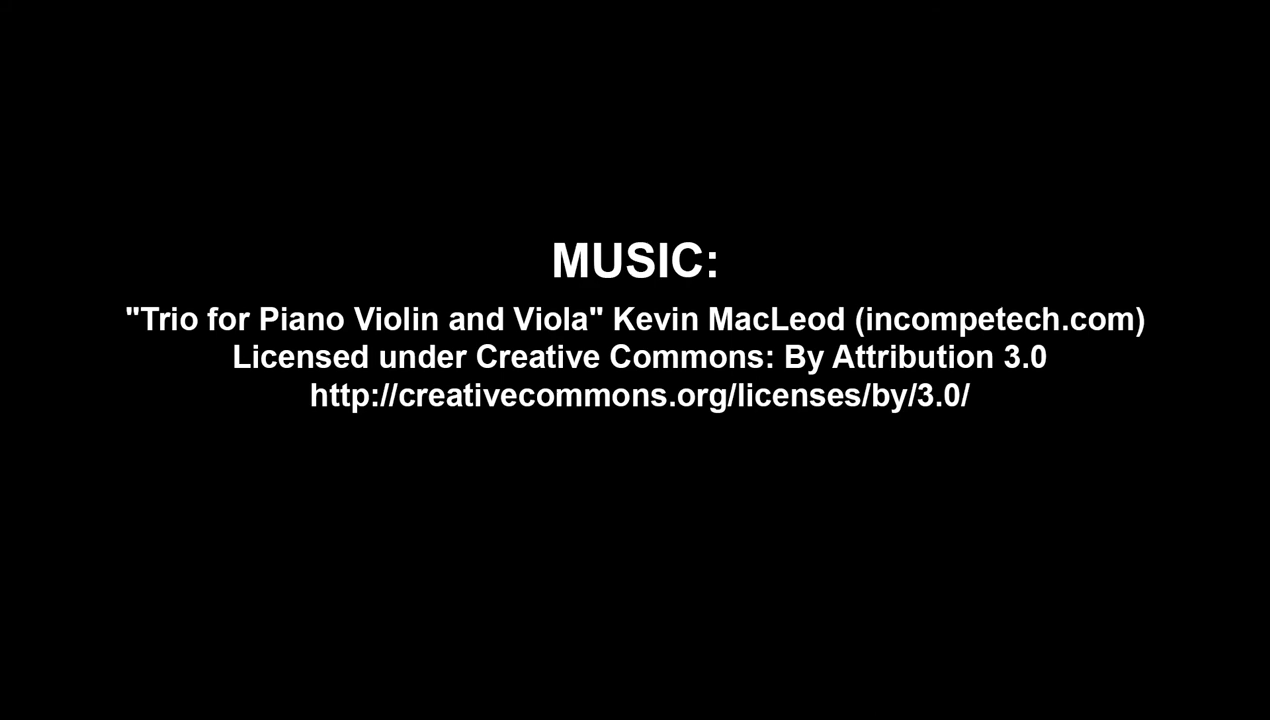 MUSIC:
"Trio for Piano Violin and Viola" Kevin MacLeod (incompetech.com)
Licensed under Creative Commons: By Attribution 3.0
http://creativecommons.org/licenses/by/3.0/